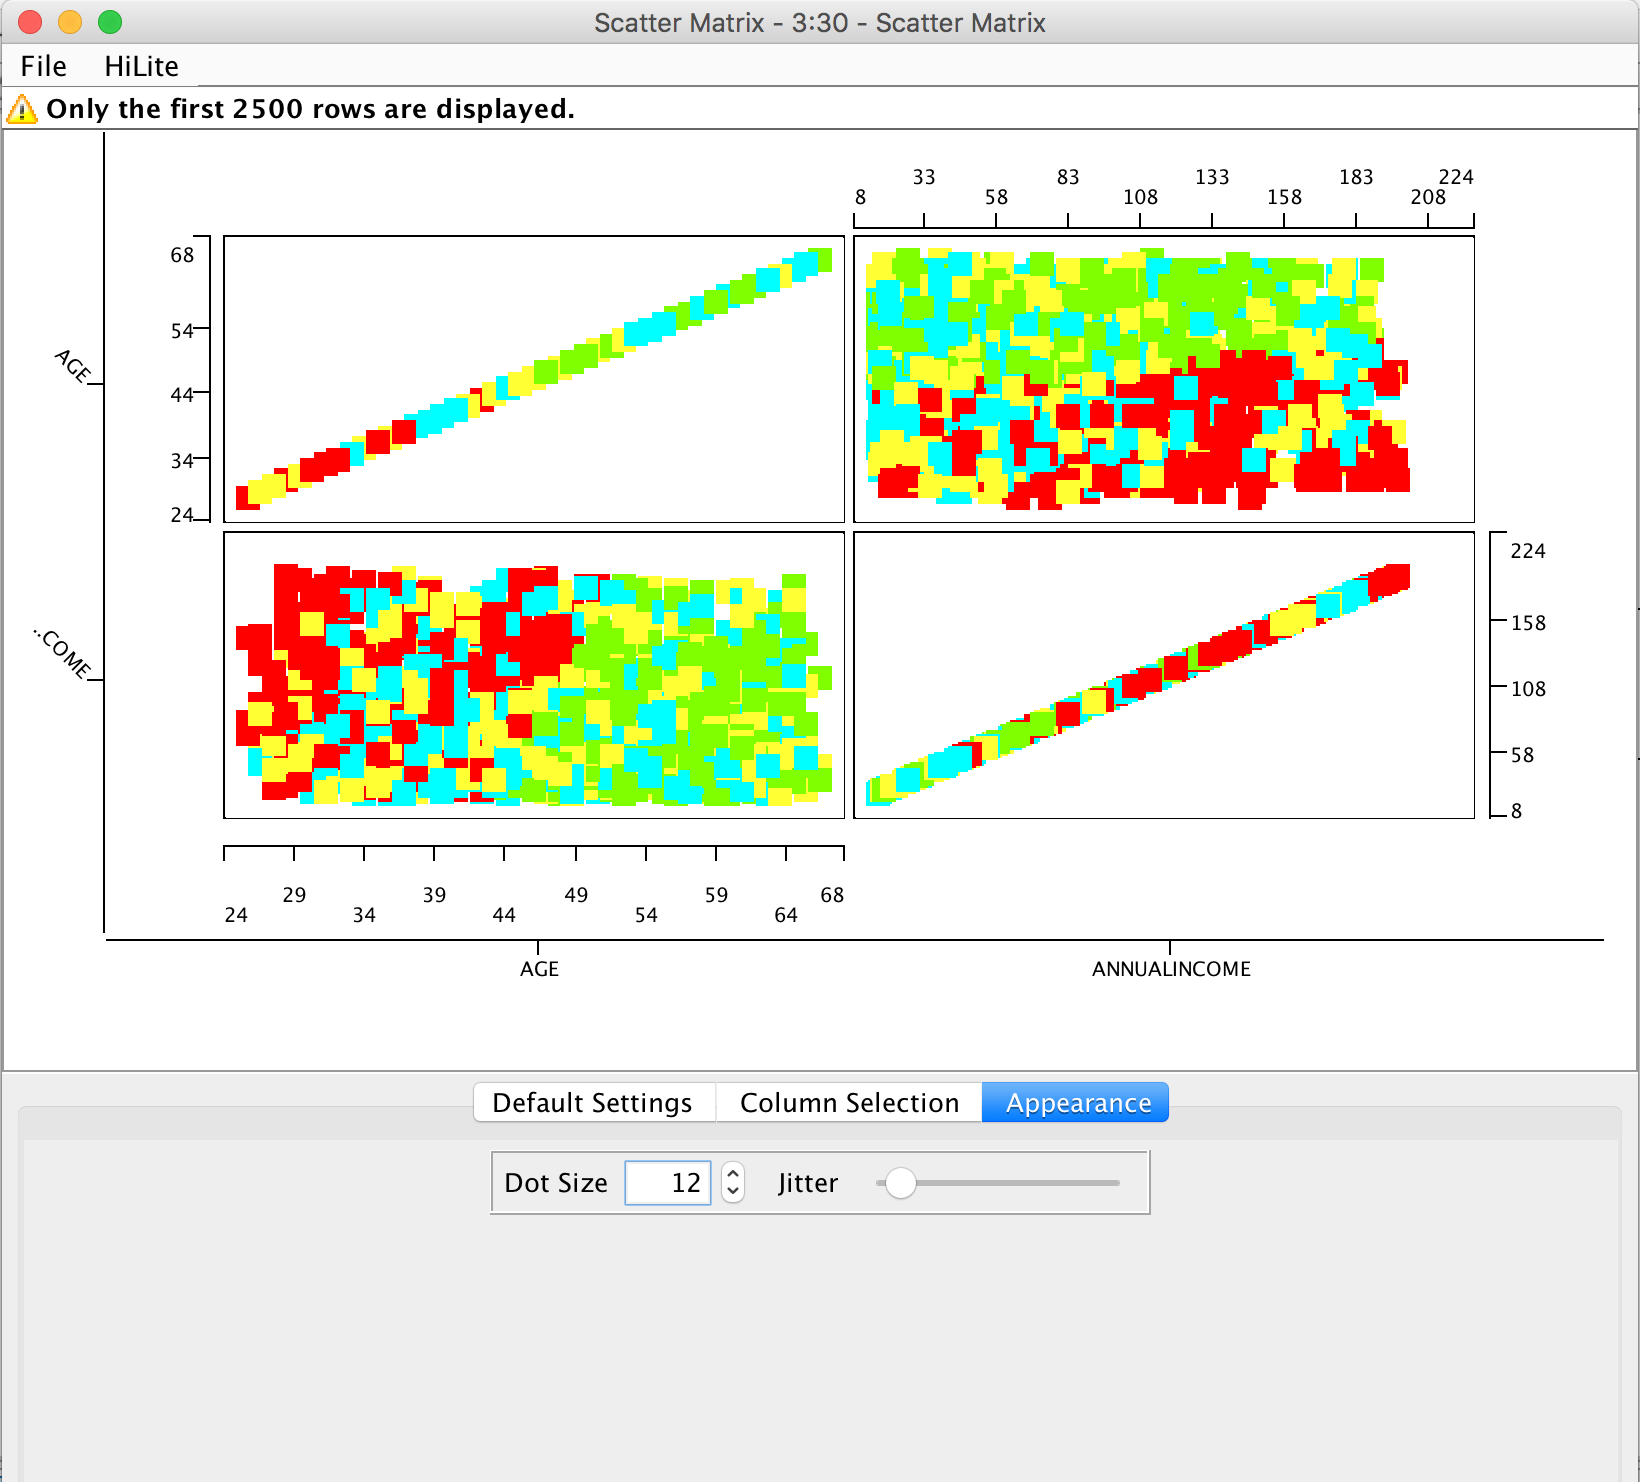 Scatter Matrix - 3:30 - Scatter Matrix
File HiLite
Only the first 2500 rows are displayed.
33 83 133 183 224
8 58 108 158 208
68
54
44
34
24
AGE
224
158
108
58
8
..COME
29 39 49 59 68
24 34 44 54 64
AGE ANNUALINCOME
Default Settings Column Selection Appearance
Dot Size 12 Jitter